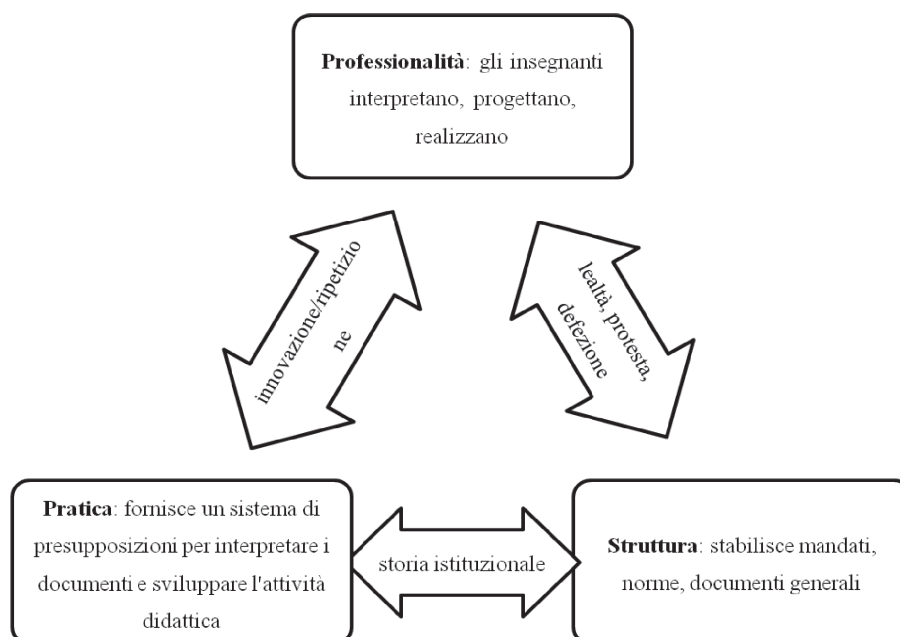 Professionalità: gli insegnanti
interpretano, progettano,
realizzano
innovazione/ripetizio
ne
lealtà, protesta,
defezione
Pratica: fornisce un sistema di
presupposizioni per interpretare i
documenti e sviluppare l'attività
didattica
storia istituzionale
Struttura: stabilisce mandati,
norme, documenti generali